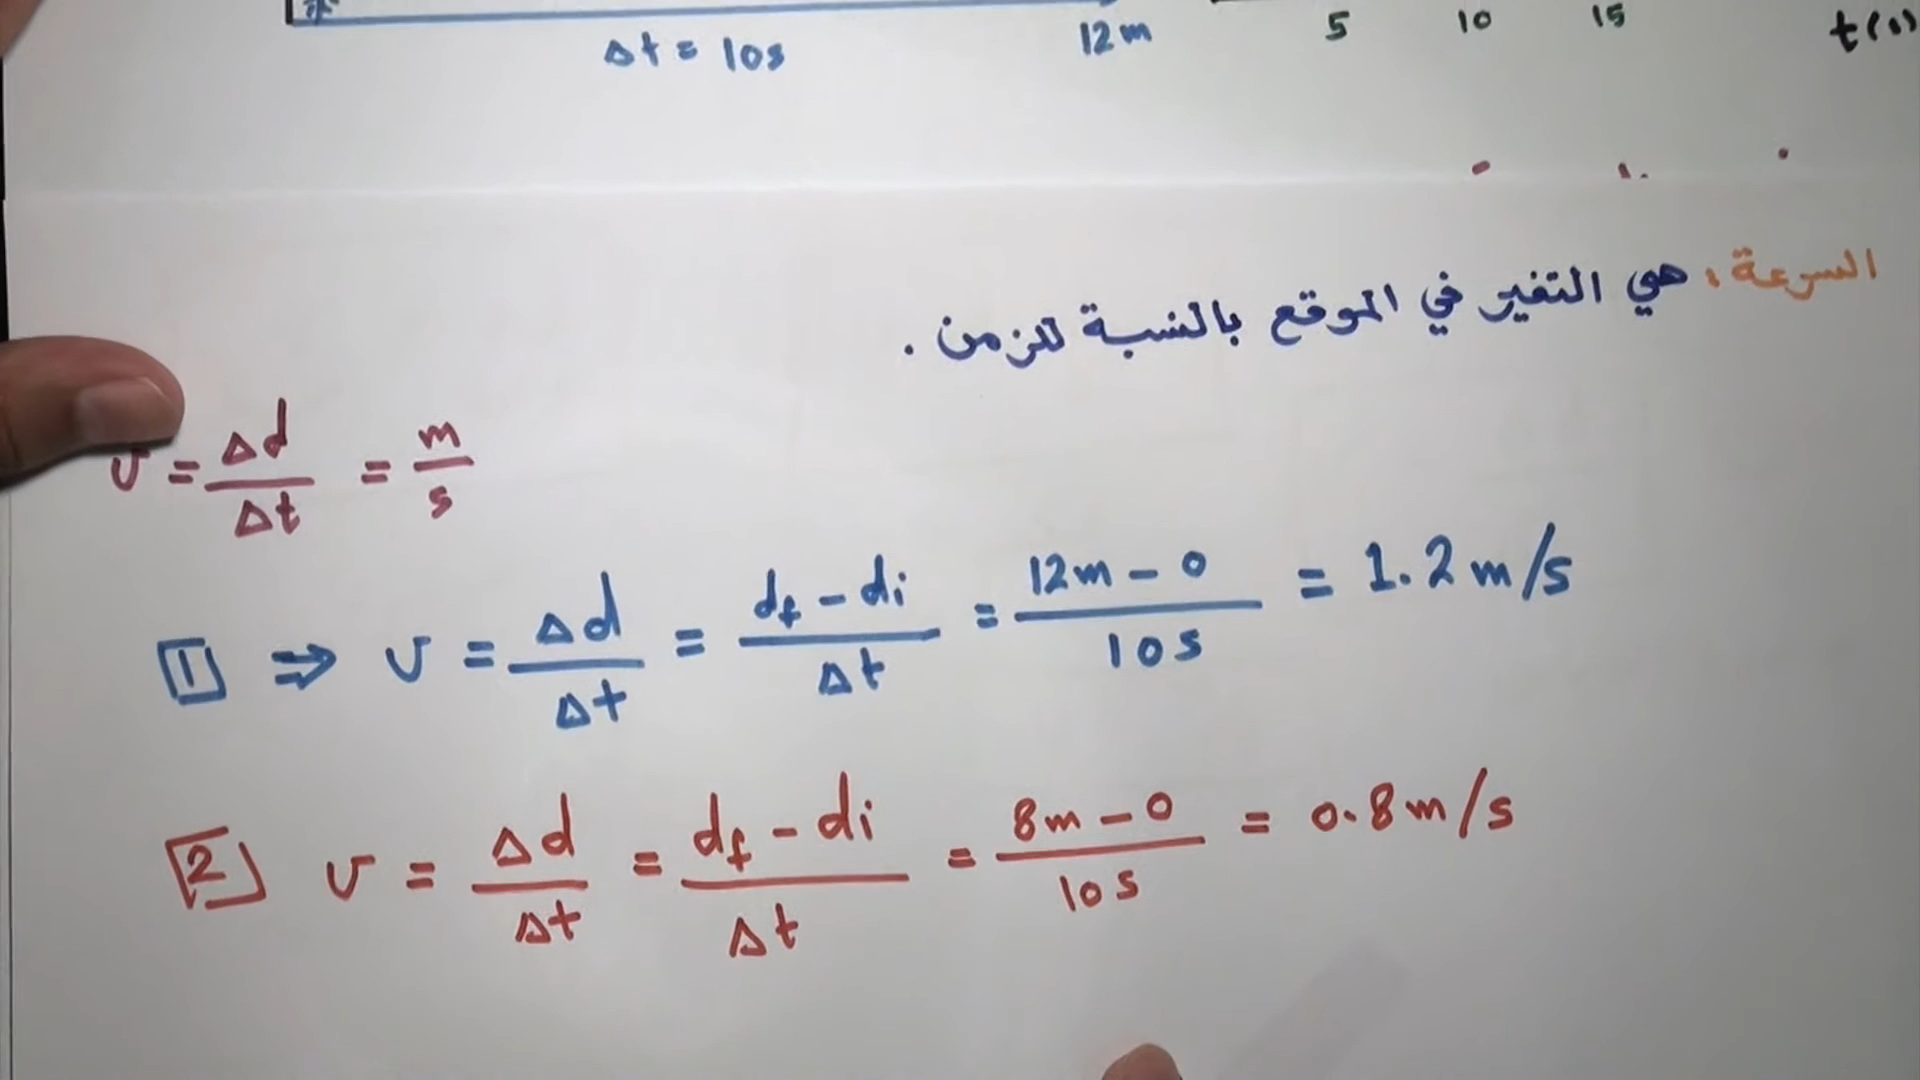 Δt = 10s 12m 5 10 15 t(s)
السرعة: هي التغير في الموقع بالنسبة للزمن .
v = Δd / Δt = m / s
1 ⇒ v = Δd / Δt = df - di / Δt = 12m - 0 / 10s = 1.2 m/s
2 v = Δd / Δt = df - di / Δt = 8m - 0 / 10s = 0.8 m/s